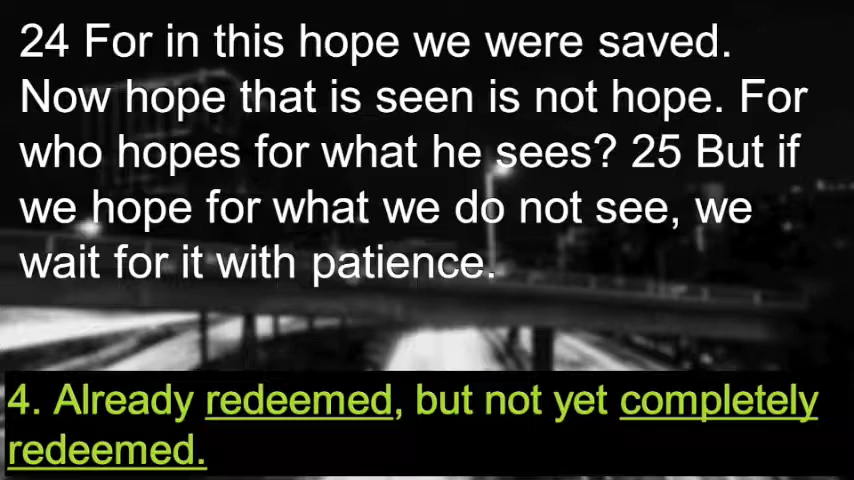 24 For in this hope we were saved.
Now hope that is seen is not hope. For
who hopes for what he sees? 25 But if
we hope for what we do not see, we
wait for it with patience.
4. Already redeemed, but not yet completely
redeemed.